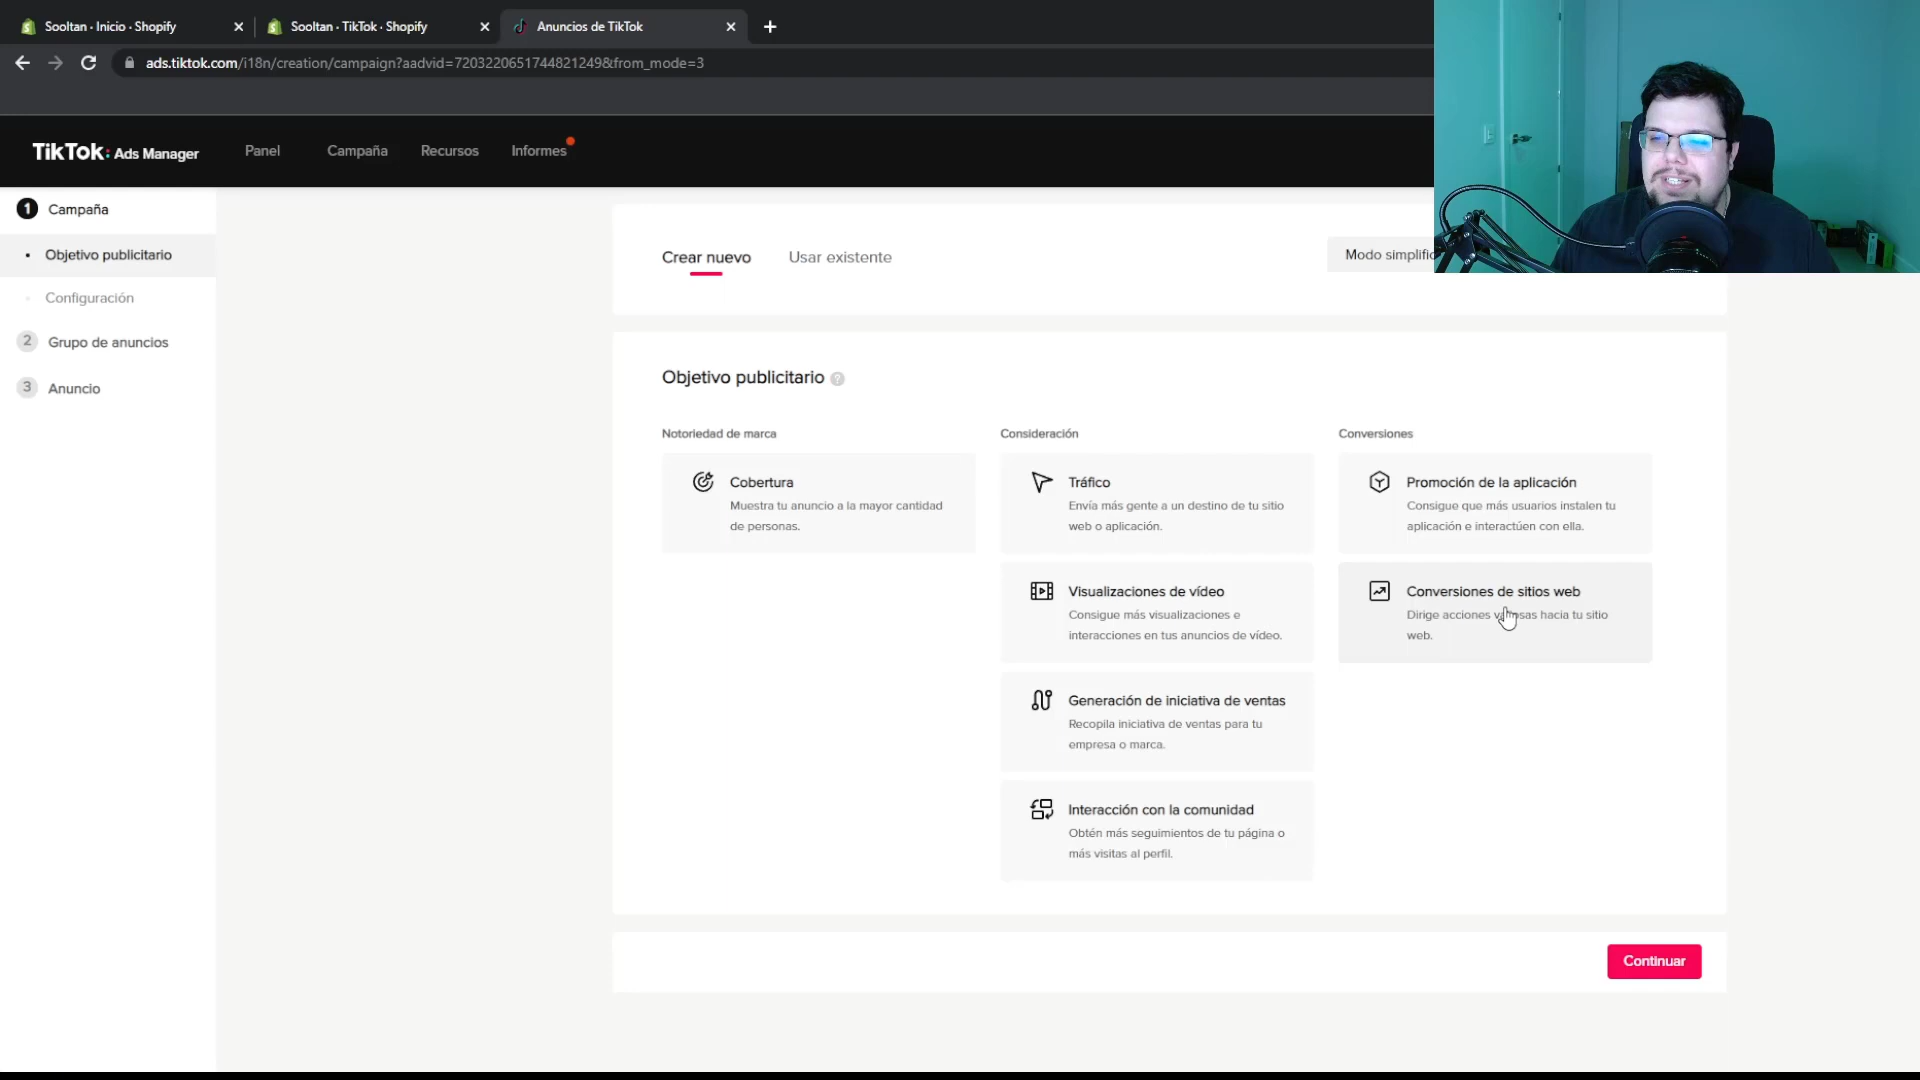 Sooltan · Inicio · Shopify
Sooltan · TikTok · Shopify
Anuncios de TikTok
ads.tiktok.com/i18n/creation/campaign?aadvid=7203220651744821249&from_mode=3
TikTok: Ads Manager
Panel
Campaña
Recursos
Informes
1 Campaña
Objetivo publicitario
Configuración
2 Grupo de anuncios
3 Anuncio
Crear nuevo
Usar existente
Modo simplific
Objetivo publicitario ?
Notoriedad de marca
Cobertura
Muestra tu anuncio a la mayor cantidad
de personas.
Consideración
Tráfico
Envía más gente a un destino de tu sitio
web o aplicación.
Visualizaciones de vídeo
Consigue más visualizaciones e
interacciones en tus anuncios de vídeo.
Generación de iniciativa de ventas
Recopila iniciativa de ventas para tu
empresa o marca.
Interacción con la comunidad
Obtén más seguimientos de tu página o
más visitas al perfil.
Conversiones
Promoción de la aplicación
Consigue que más usuarios instalen tu
aplicación e interactúen con ella.
Conversiones de sitios web
Dirige acciones valiosas hacia tu sitio
web.
Continuar